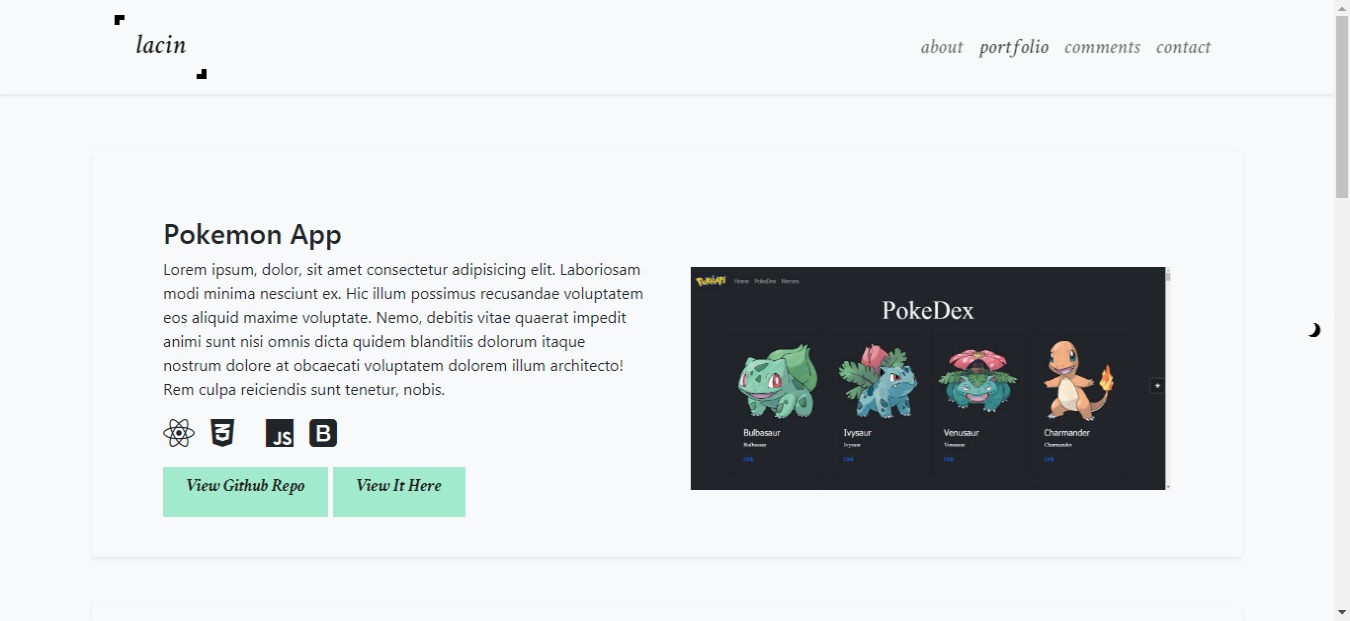 lacin
about portfolio comments contact
Pokemon App
Lorem ipsum, dolor, sit amet consectetur adipisicing elit. Laboriosam
modi minima nesciunt ex. Hic illum possimus recusandae voluptatem
eos aliquid maxime voluptate. Nemo, debitis vitae quaerat impedit
animi sunt nisi omnis dicta quidem blanditiis dolorum itaque
nostrum dolore at obcaecati voluptatem dolorem illum architecto!
Rem culpa reiciendis sunt tenetur, nobis.
JS B
View Github Repo View It Here
PokéAPI Home PokeDex Heroes
PokeDex
Bulbasaur Ivysaur Venusaur Charmander
Bulbasaur Ivysaur Venusaur Charmander
Link Link Link Link